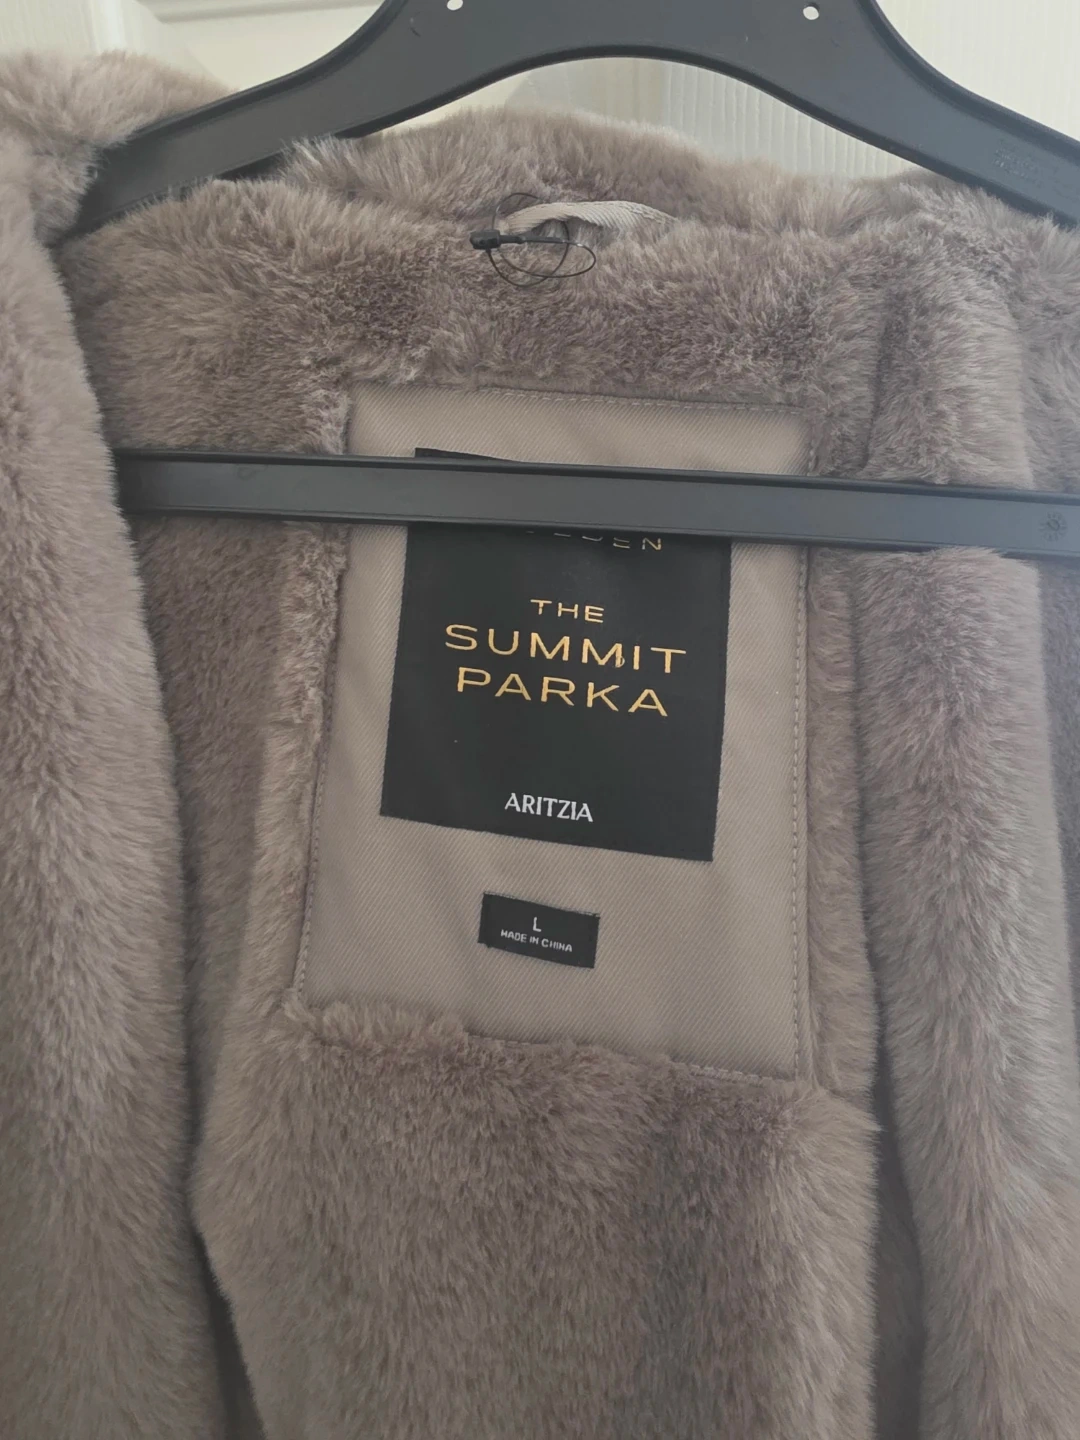 THE
SUMMIT
PARKA
ARITZIA
L
MADE IN CHINA